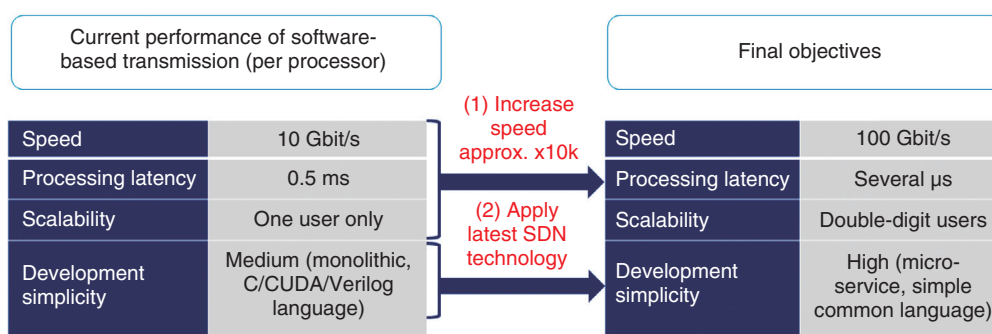 Current performance of software-
based transmission (per processor)
Final objectives
(1) Increase
speed
approx. x10k
(2) Apply
latest SDN
technology
Speed
10 Gbit/s
Processing latency
0.5 ms
Scalability
One user only
Development
simplicity
Medium (monolithic,
C/CUDA/Verilog
language)
Speed
100 Gbit/s
Processing latency
Several μs
Scalability
Double-digit users
Development
simplicity
High (micro-
service, simple
common language)